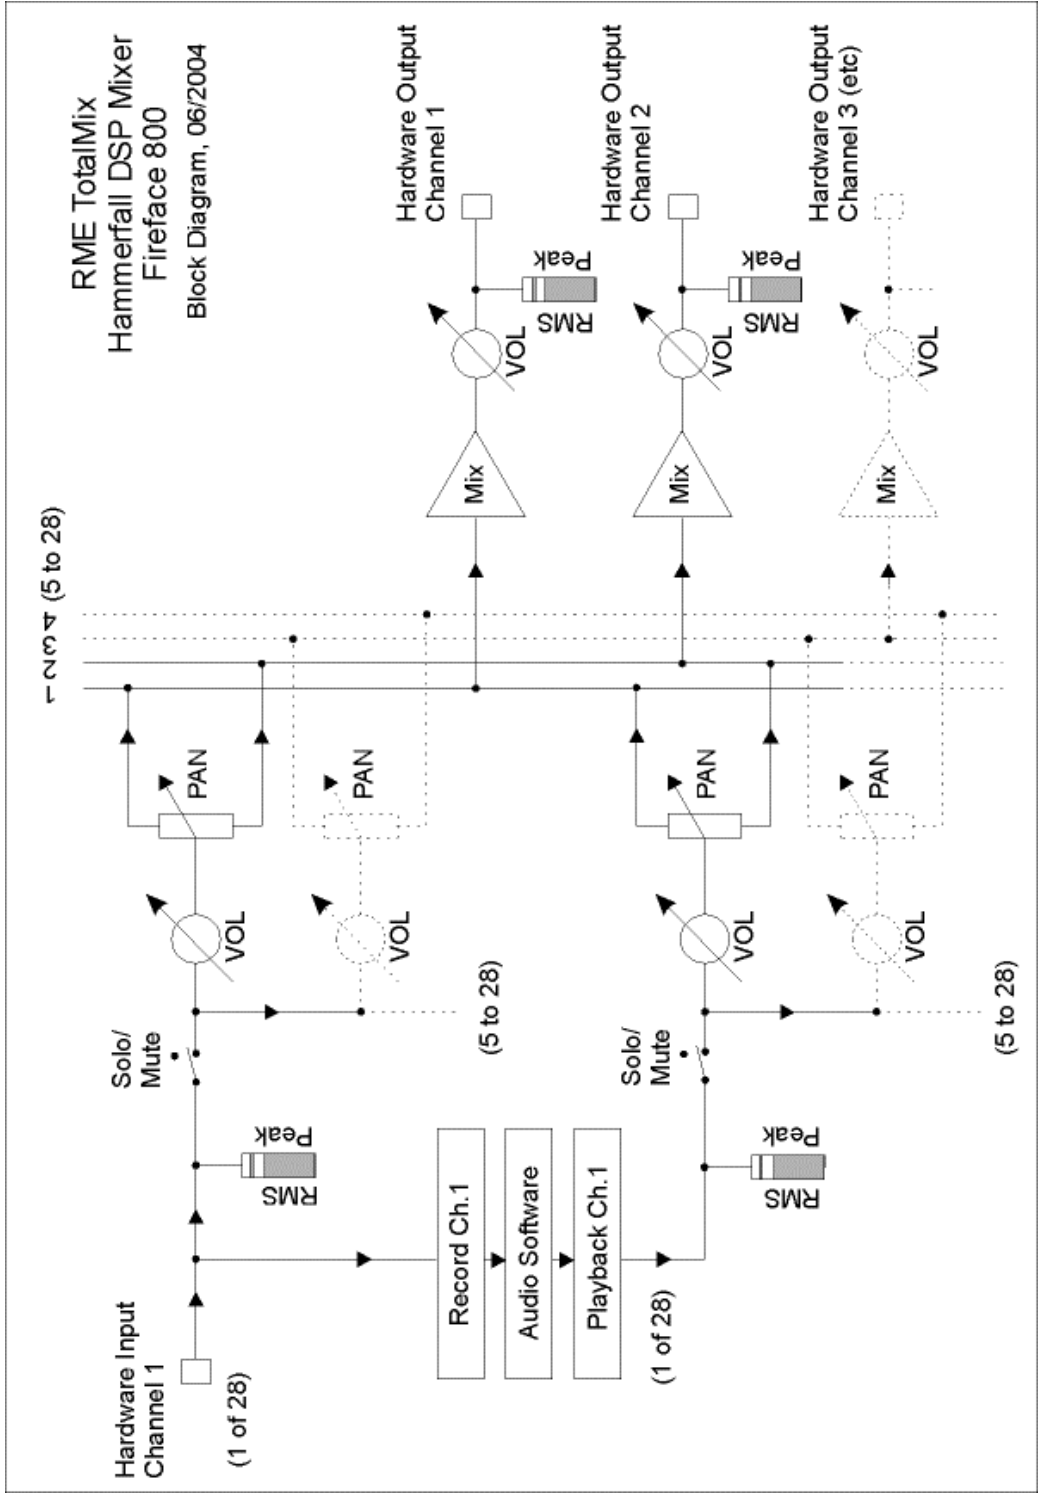 RME TotalMix
Hammerfall DSP Mixer
Fireface 800
Block Diagram, 06/2004
Hardware Input
Channel 1
(1 of 28)
RMS
Peak
Solo/
Mute
VOL
PAN
VOL
PAN
(5 to 28)
1 2 3 4 (5 to 28)
Record Ch.1
Audio Software
Playback Ch.1
(1 of 28)
RMS
Peak
Solo/
Mute
VOL
PAN
VOL
PAN
(5 to 28)
Mix
VOL
RMS
Peak
Hardware Output
Channel 1
Mix
VOL
RMS
Peak
Hardware Output
Channel 2
Mix
VOL
Hardware Output
Channel 3 (etc)